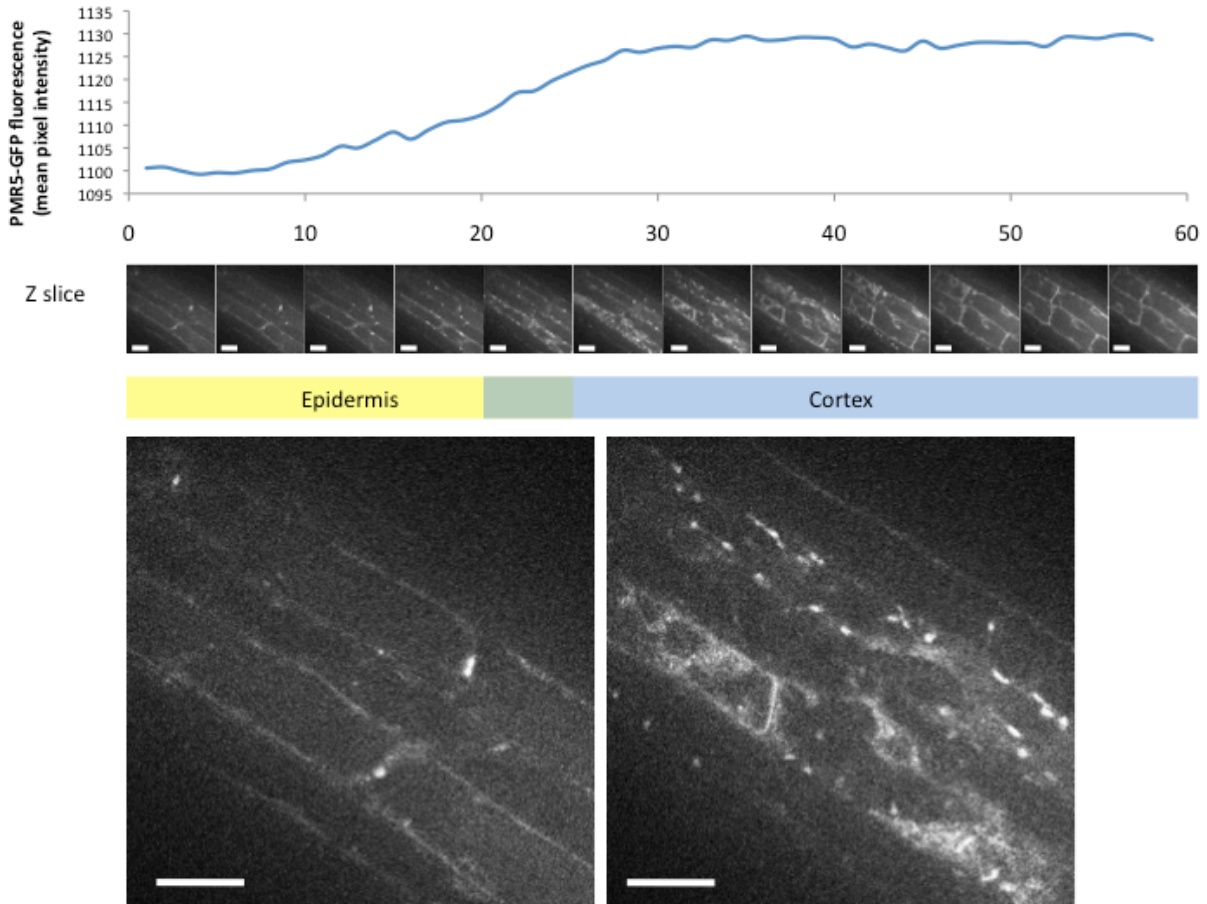 PMR5-GFP fluorescence
(mean pixel intensity)
1135
1130
1125
1120
1115
1110
1105
1100
1095
0 10 20 30 40 50 60
Z slice
Epidermis Cortex